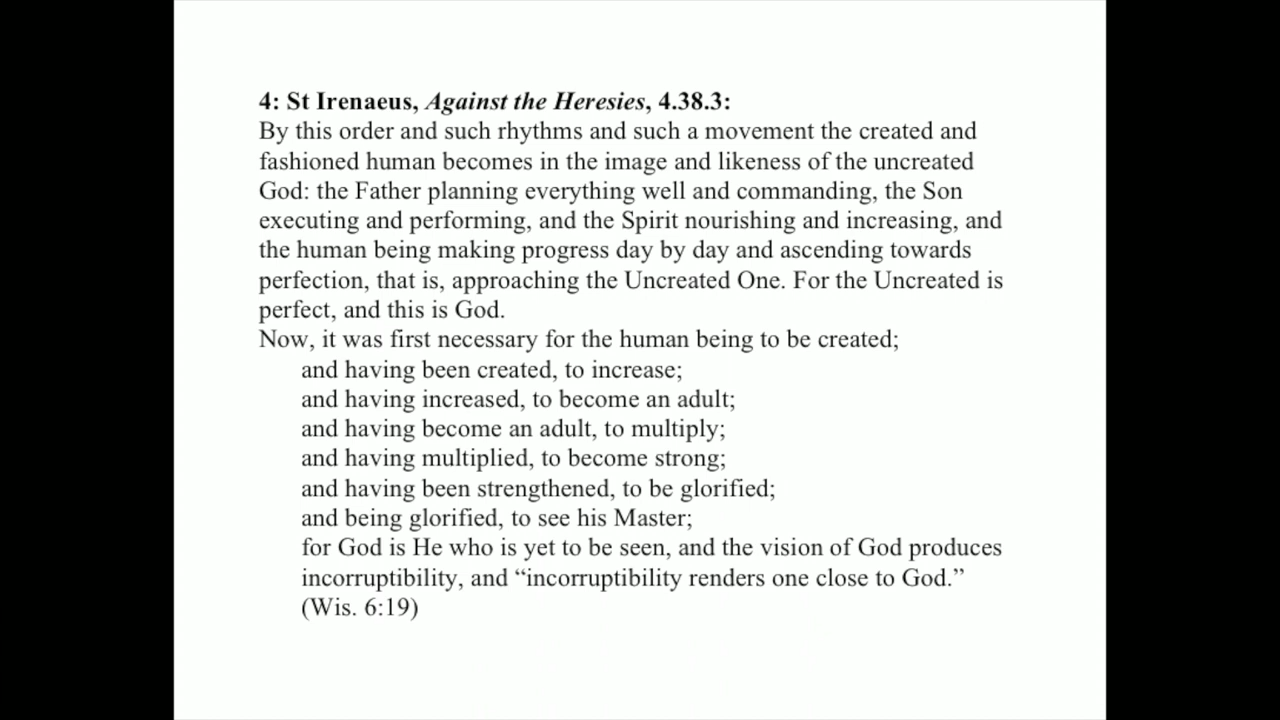 4: St Irenaeus, Against the Heresies, 4.38.3:
By this order and such rhythms and such a movement the created and
fashioned human becomes in the image and likeness of the uncreated
God: the Father planning everything well and commanding, the Son
executing and performing, and the Spirit nourishing and increasing, and
the human being making progress day by day and ascending towards
perfection, that is, approaching the Uncreated One. For the Uncreated is
perfect, and this is God.
Now, it was first necessary for the human being to be created;
and having been created, to increase;
and having increased, to become an adult;
and having become an adult, to multiply;
and having multiplied, to become strong;
and having been strengthened, to be glorified;
and being glorified, to see his Master;
for God is He who is yet to be seen, and the vision of God produces
incorruptibility, and “incorruptibility renders one close to God.”
(Wis. 6:19)